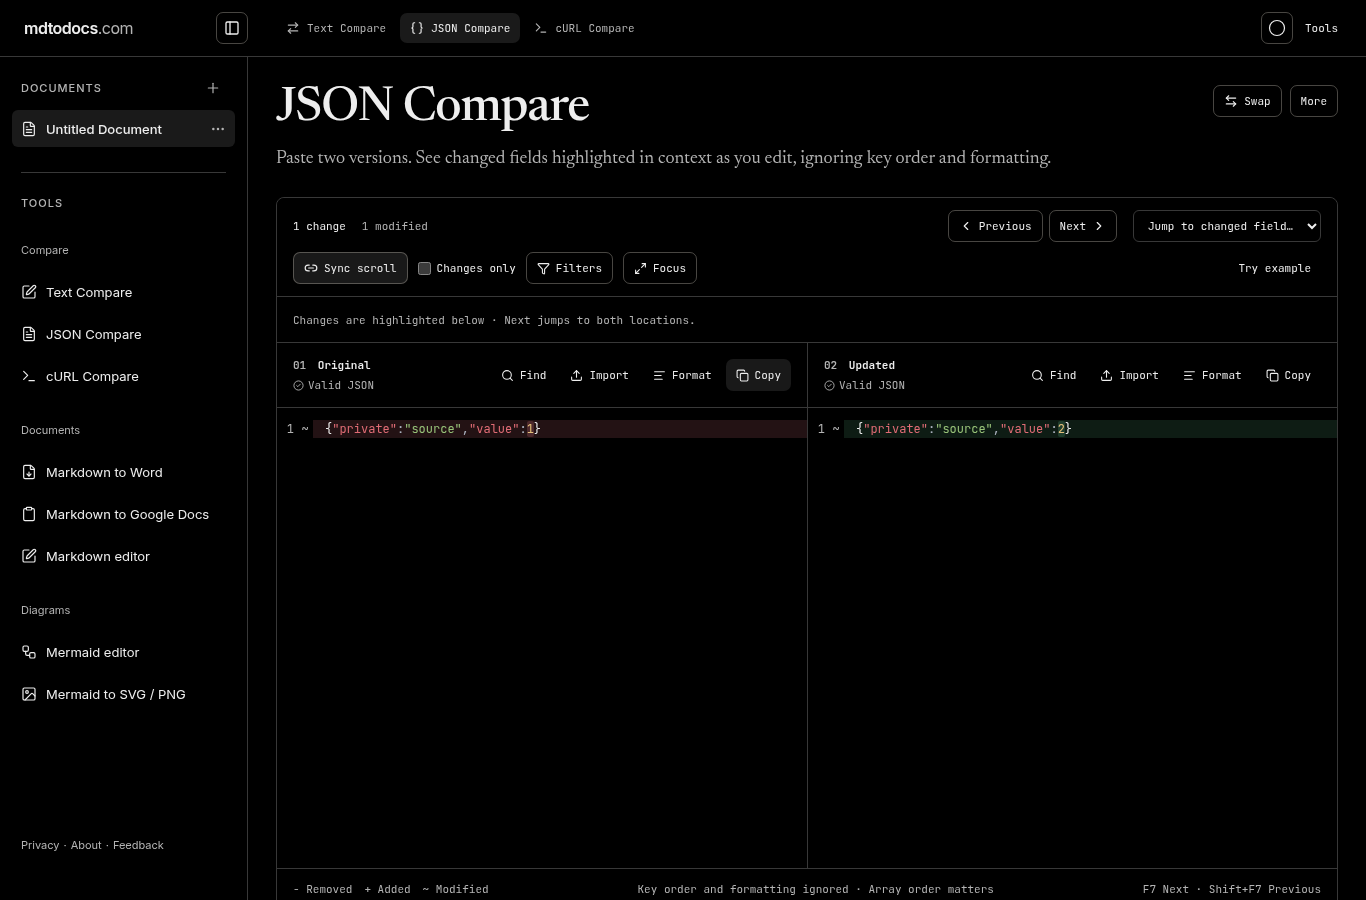 mdtodocs.com
Text Compare
{} JSON Compare
cURL Compare
Tools
DOCUMENTS
Untitled Document
TOOLS
Compare
Text Compare
JSON Compare
cURL Compare
Documents
Markdown to Word
Markdown to Google Docs
Markdown editor
Diagrams
Mermaid editor
Mermaid to SVG / PNG
Privacy · About · Feedback
JSON Compare
Swap
More
Paste two versions. See changed fields highlighted in context as you edit, ignoring key order and formatting.
1 change 1 modified
Previous
Next
Jump to changed field…
Sync scroll
Changes only
Filters
Focus
Try example
Changes are highlighted below · Next jumps to both locations.
01 Original
Valid JSON
Find
Import
Format
Copy
1 ~ {"private":"source","value":1}
02 Updated
Valid JSON
Find
Import
Format
Copy
1 ~ {"private":"source","value":2}
- Removed + Added ~ Modified
Key order and formatting ignored · Array order matters
F7 Next · Shift+F7 Previous